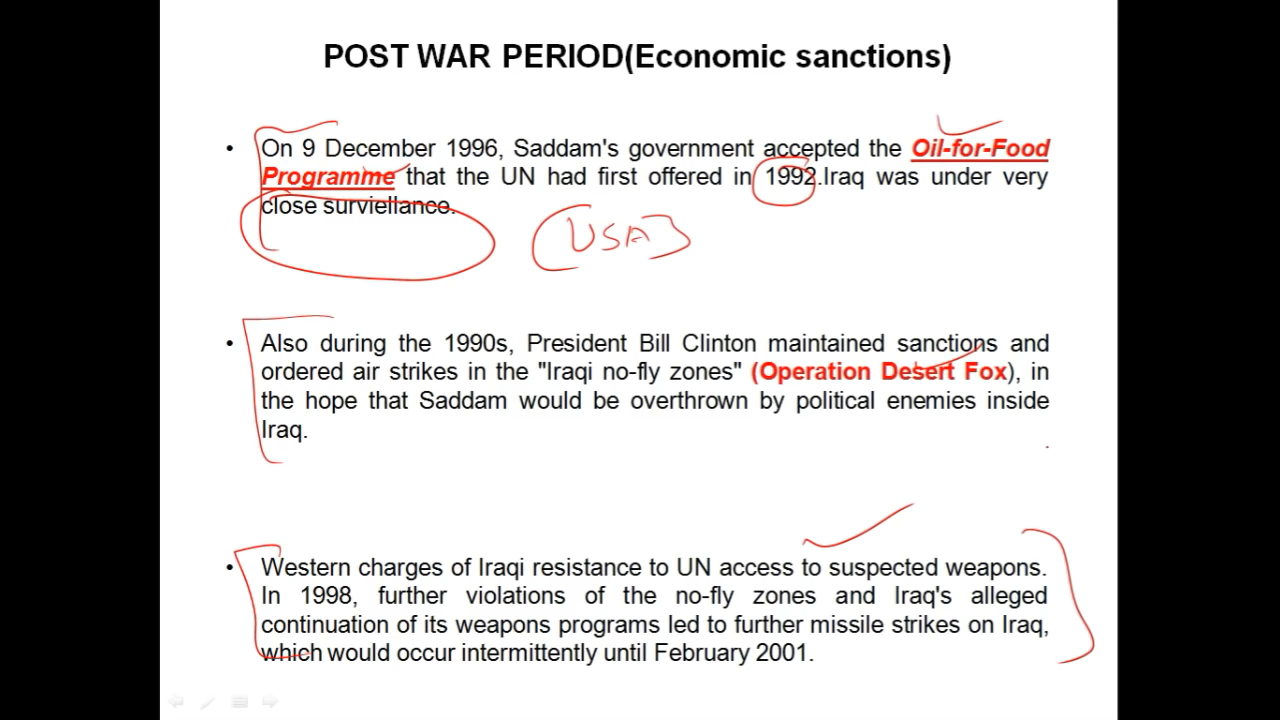 POST WAR PERIOD(Economic sanctions)
• On 9 December 1996, Saddam's government accepted the Oil-for-Food
Programme that the UN had first offered in 1992.Iraq was under very
close surviellance.
USA
• Also during the 1990s, President Bill Clinton maintained sanctions and
ordered air strikes in the "Iraqi no-fly zones" (Operation Desert Fox), in
the hope that Saddam would be overthrown by political enemies inside
Iraq.
• Western charges of Iraqi resistance to UN access to suspected weapons.
In 1998, further violations of the no-fly zones and Iraq's alleged
continuation of its weapons programs led to further missile strikes on Iraq,
which would occur intermittently until February 2001.